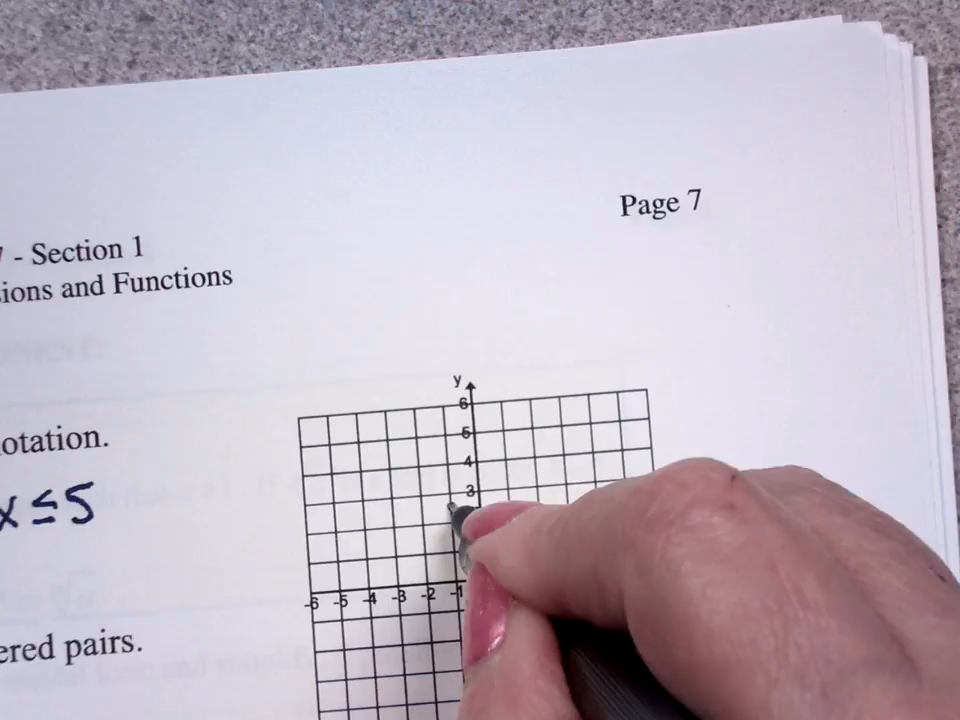 Page 7
- Section 1
and Functions
otation.
x ≤ 5
ered pairs.
y
6
5
4
3
-6 -5 -4 -3 -2 -1